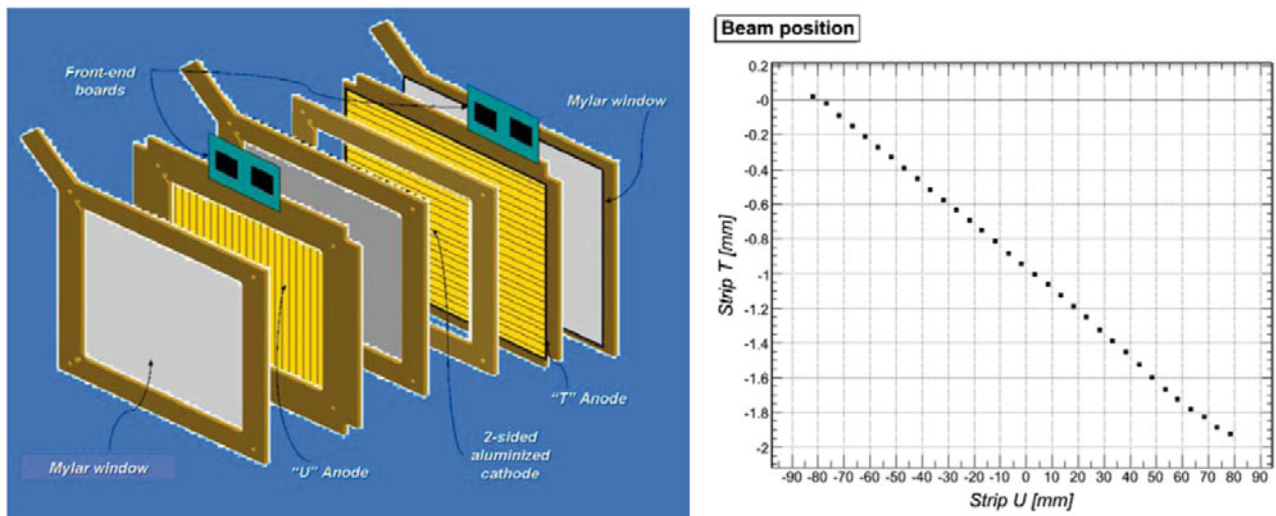 Front-end
boards
Mylar window
"T" Anode
2-sided
aluminized
cathode
"U" Anode
Mylar window
Beam position
Strip T [mm]
0.2
-0
-0.2
-0.4
-0.6
-0.8
-1
-1.2
-1.4
-1.6
-1.8
-2
-90 -80 -70 -60 -50 -40 -30 -20 -10 0 10 20 30 40 50 60 70 80 90
Strip U [mm]